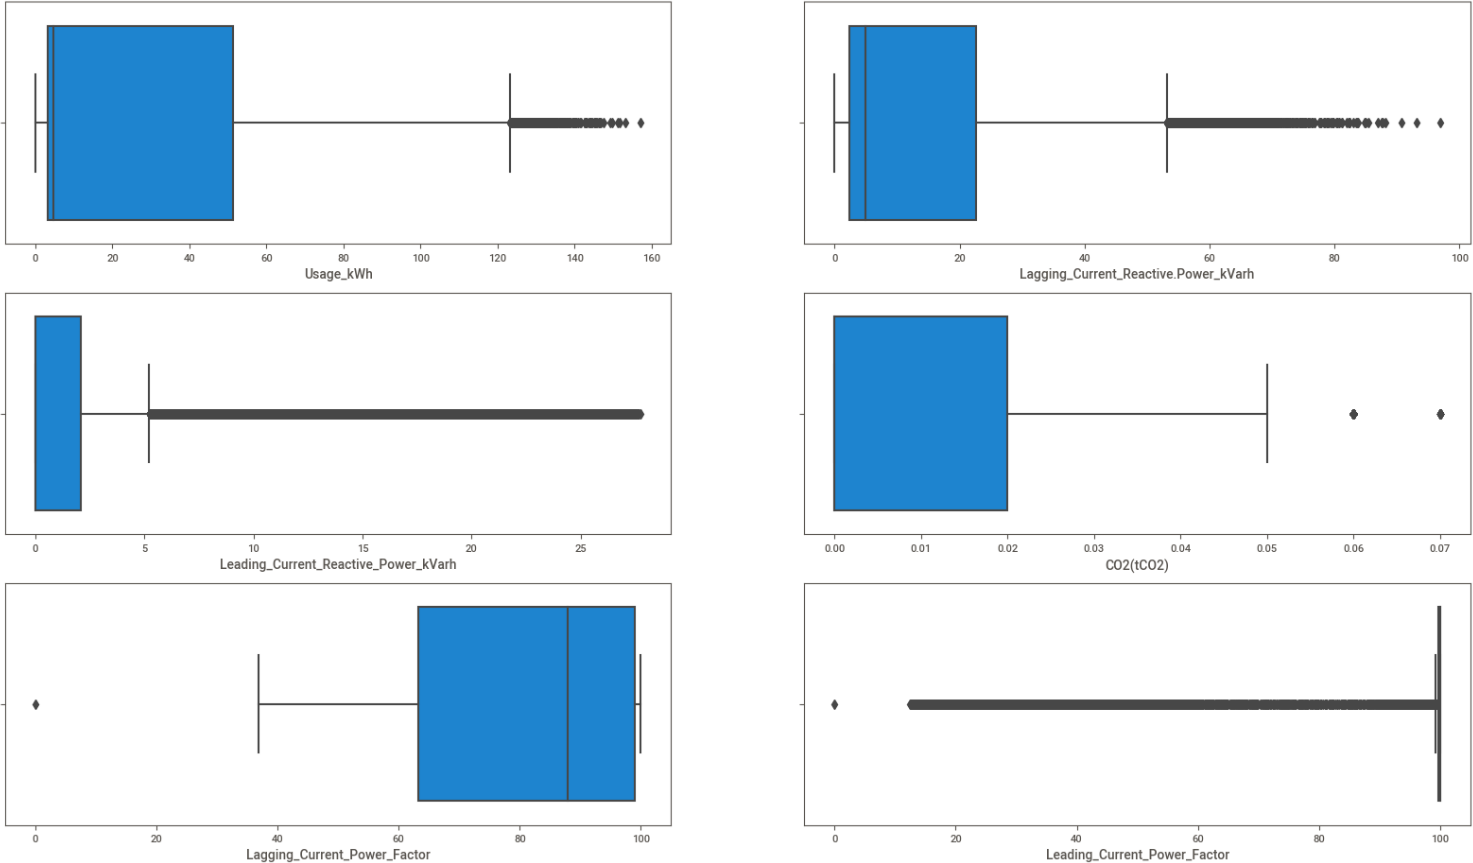 0 20 40 60 80 100 120 140 160
Usage_kWh
0 20 40 60 80 100
Lagging_Current_Reactive.Power_kVarh
0 5 10 15 20 25
Leading_Current_Reactive_Power_kVarh
0.00 0.01 0.02 0.03 0.04 0.05 0.06 0.07
CO2(tCO2)
0 20 40 60 80 100
Lagging_Current_Power_Factor
0 20 40 60 80 100
Leading_Current_Power_Factor